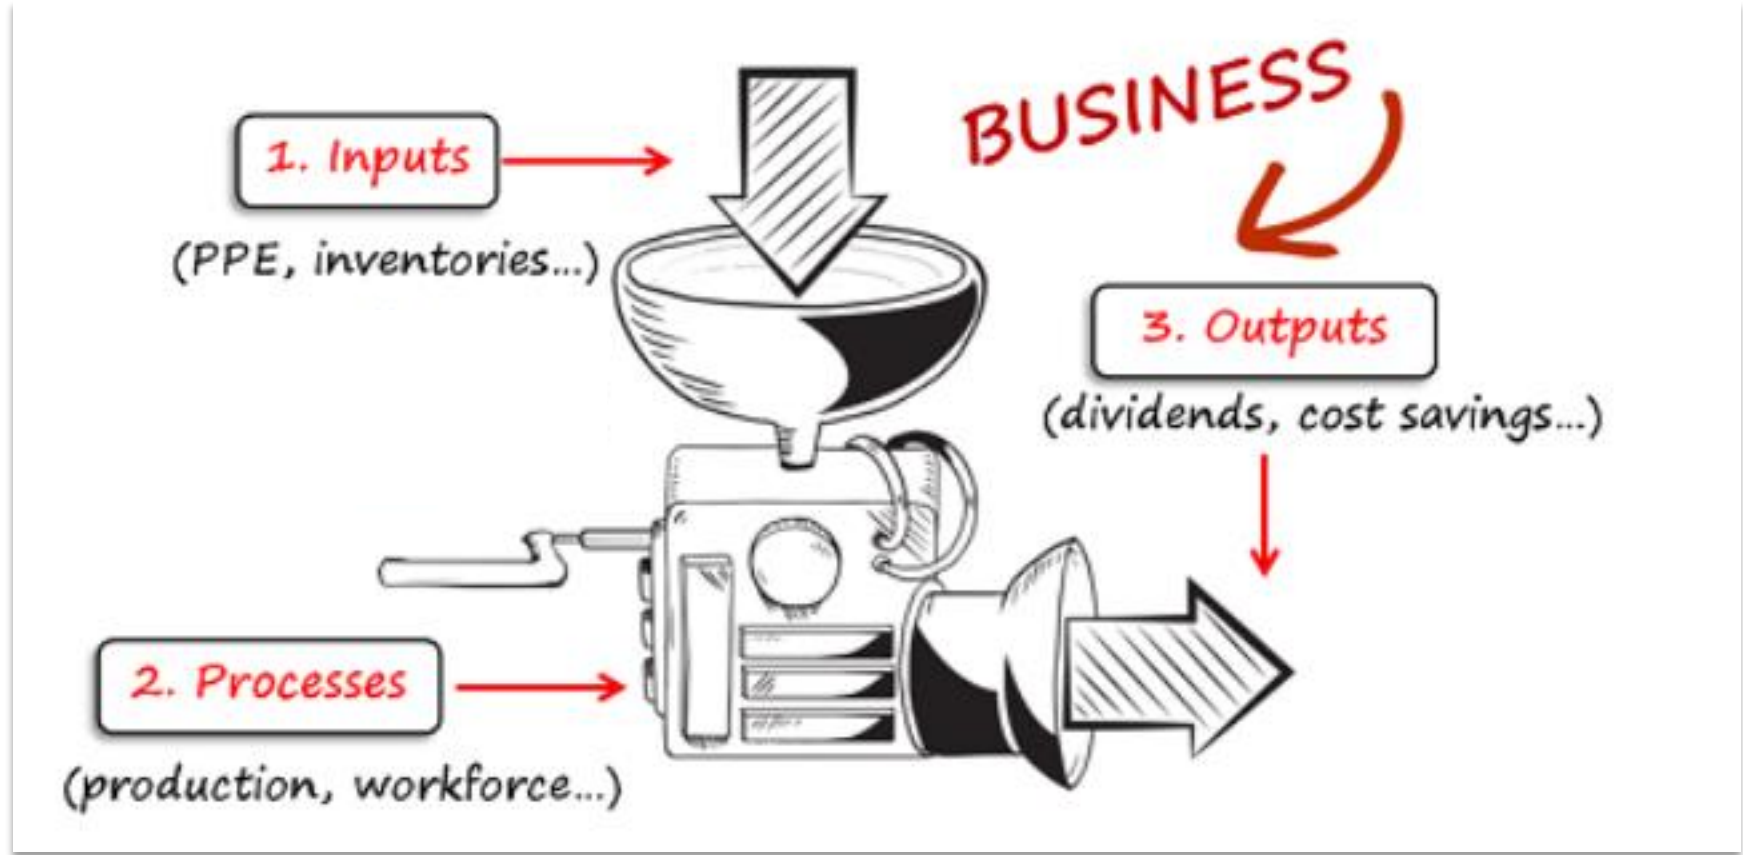 BUSINESS
1. Inputs
(PPE, inventories...)
3. Outputs
(dividends, cost savings...)
2. Processes
(production, workforce...)